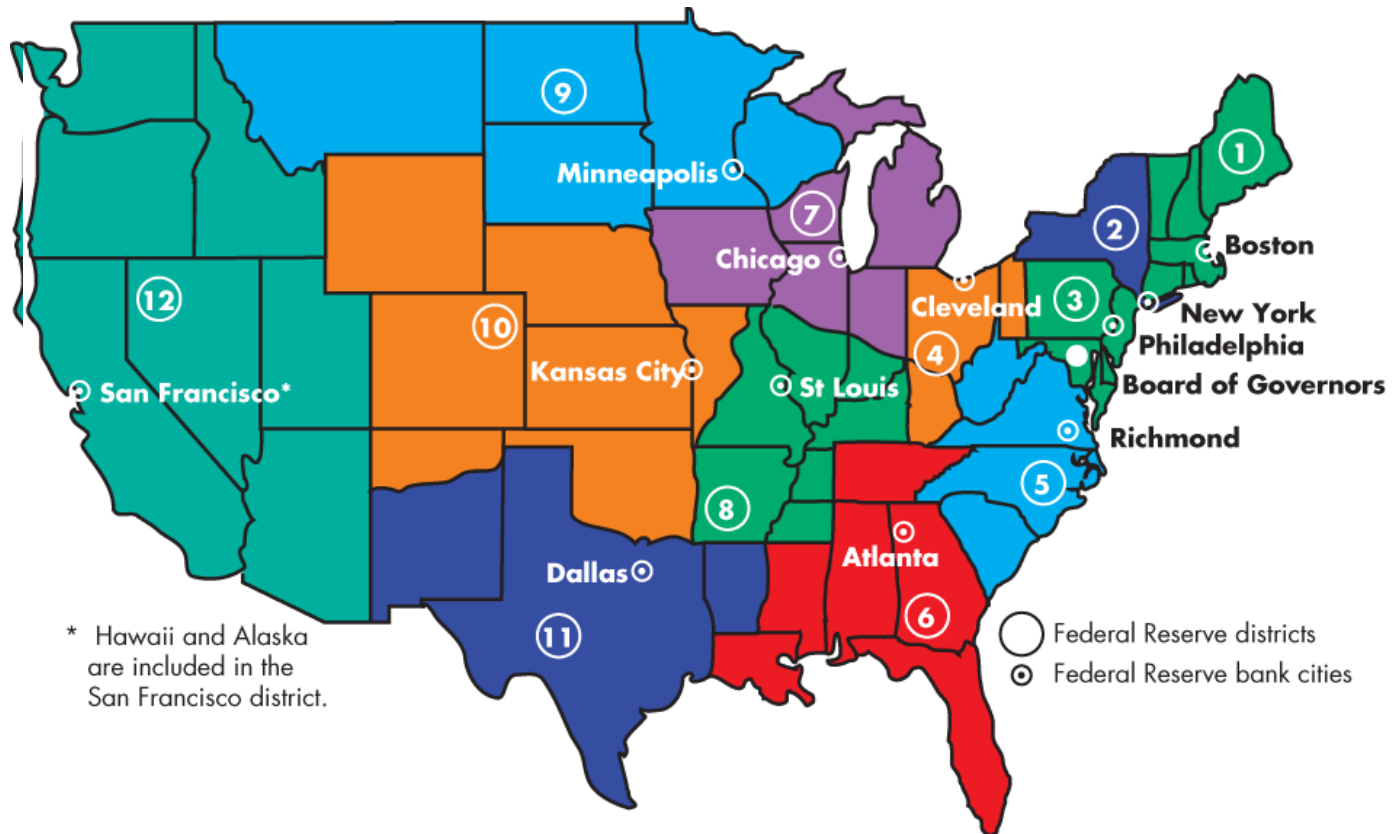 9
1
Minneapolis
7
2
Boston
Chicago
12
3
Cleveland
New York
10
4
Philadelphia
Kansas City
San Francisco*
St Louis
Board of Governors
Richmond
5
8
Atlanta
Dallas
6
11
* Hawaii and Alaska
are included in the
San Francisco district.
Federal Reserve districts
Federal Reserve bank cities